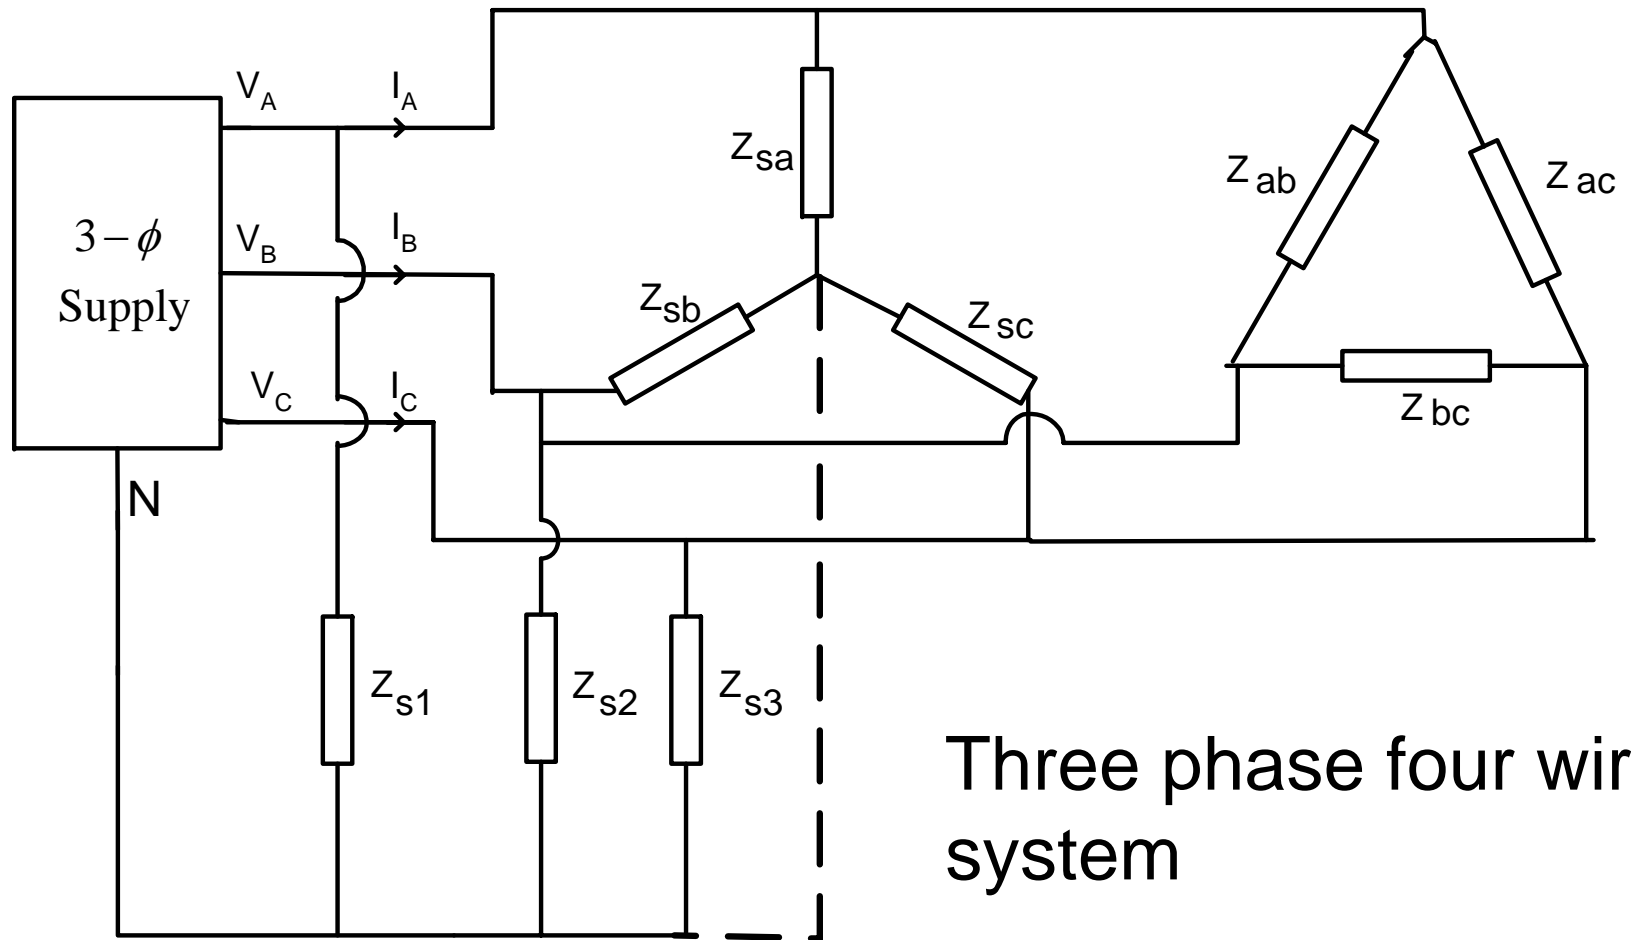 V_A
I_A
3-ϕ
Supply
V_B
I_B
V_C
I_C
N
Z_sa
Z_sb
Z_sc
Z_ab
Z_ac
Z_bc
Z_s1
Z_s2
Z_s3
Three phase four wir
system